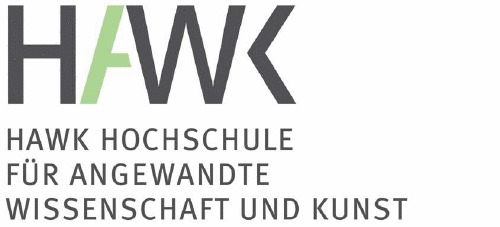 HAWK
HAWK HOCHSCHULE
FÜR ANGEWANDTE
WISSENSCHAFT UND KUNST